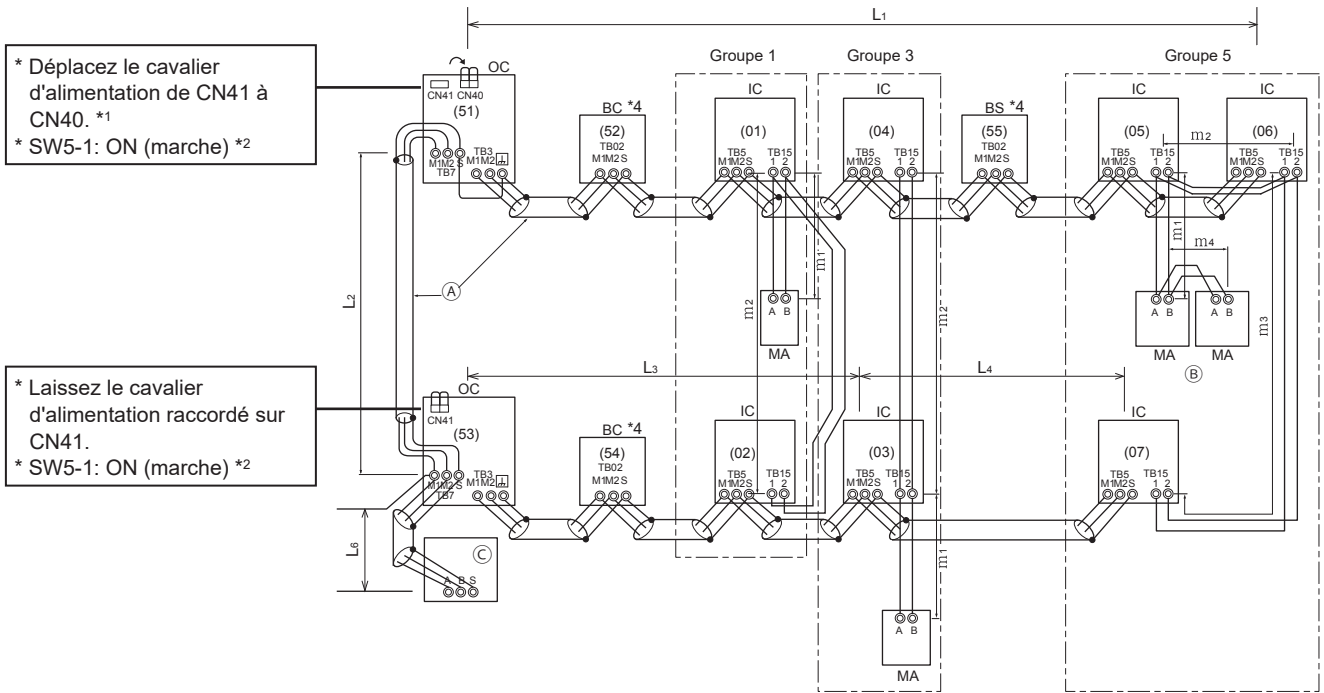 L1
* Déplacez le cavalier
d'alimentation de CN41 à
CN40. *1
* SW5-1: ON (marche) *2
Groupe 1
Groupe 3
Groupe 5
OC
CN41 CN40
(51)
TB3
M1M2
M1M2 S
TB7
BC *4
(52)
TB02
M1M2 S
IC
(01)
TB5
M1M2S
TB15
1 2
IC
(04)
TB5
M1M2S
TB15
1 2
BS *4
(55)
TB02
M1M2 S
IC
(05)
TB5
M1M2S
TB15
1 2
m2
IC
(06)
TB5
M1M2S
TB15
1 2
A
L2
m2
m1
A B
MA
m2
m1
m4
m3
A B
MA
A B
MA
B
* Laissez le cavalier
d'alimentation raccordé sur
CN41.
* SW5-1: ON (marche) *2
L3
L4
OC
CN41
(53)
TB3
M1M2
M1M2 S
TB7
BC *4
(54)
TB02
M1M2 S
IC
(02)
TB5
M1M2S
TB15
1 2
IC
(03)
TB5
M1M2S
TB15
1 2
IC
(07)
TB5
M1M2S
TB15
1 2
L6
C
A B S
m1
A B
MA